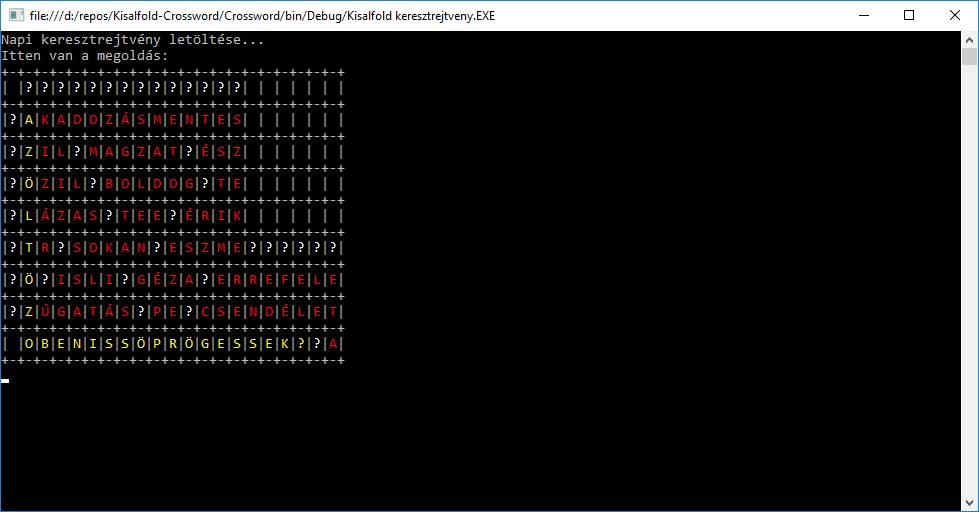 file:///d:/repos/Kisalfold-Crossword/Crossword/bin/Debug/Kisalfold keresztrejtveny.EXE
Napi keresztrejtvény letöltése...
Itten van a megoldás:
+-+-+-+-+-+-+-+-+-+-+-+-+-+-+-+-+-+-+-+-+-+
| |?|?|?|?|?|?|?|?|?|?|?|?|?|?| | | | | | |
+-+-+-+-+-+-+-+-+-+-+-+-+-+-+-+-+-+-+-+-+-+
|?|A|K|A|D|O|Z|Á|S|M|E|N|T|E|S| | | | | | |
+-+-+-+-+-+-+-+-+-+-+-+-+-+-+-+-+-+-+-+-+-+
|?|Z|I|L|?|M|A|G|Z|A|T|?|É|S|Z| | | | | | |
+-+-+-+-+-+-+-+-+-+-+-+-+-+-+-+-+-+-+-+-+-+
|?|Ö|Z|I|L|?|B|O|L|D|O|G|?|T|E| | | | | | |
+-+-+-+-+-+-+-+-+-+-+-+-+-+-+-+-+-+-+-+-+-+
|?|L|Á|Z|A|S|?|T|E|E|?|É|R|I|K| | | | | | |
+-+-+-+-+-+-+-+-+-+-+-+-+-+-+-+-+-+-+-+-+-+
|?|T|R|?|S|O|K|A|N|?|E|S|Z|M|E|?|?|?|?|?|?|
+-+-+-+-+-+-+-+-+-+-+-+-+-+-+-+-+-+-+-+-+-+
|?|Ö|?|I|S|L|I|?|G|É|Z|A|?|E|R|R|E|F|E|L|E|
+-+-+-+-+-+-+-+-+-+-+-+-+-+-+-+-+-+-+-+-+-+
|?|Z|Ú|G|A|T|Á|S|?|P|E|?|C|S|E|N|D|É|L|E|T|
+-+-+-+-+-+-+-+-+-+-+-+-+-+-+-+-+-+-+-+-+-+
| |O|B|E|N|I|S|S|Ö|P|R|Ö|G|E|S|S|E|K|?|?|A|
+-+-+-+-+-+-+-+-+-+-+-+-+-+-+-+-+-+-+-+-+-+